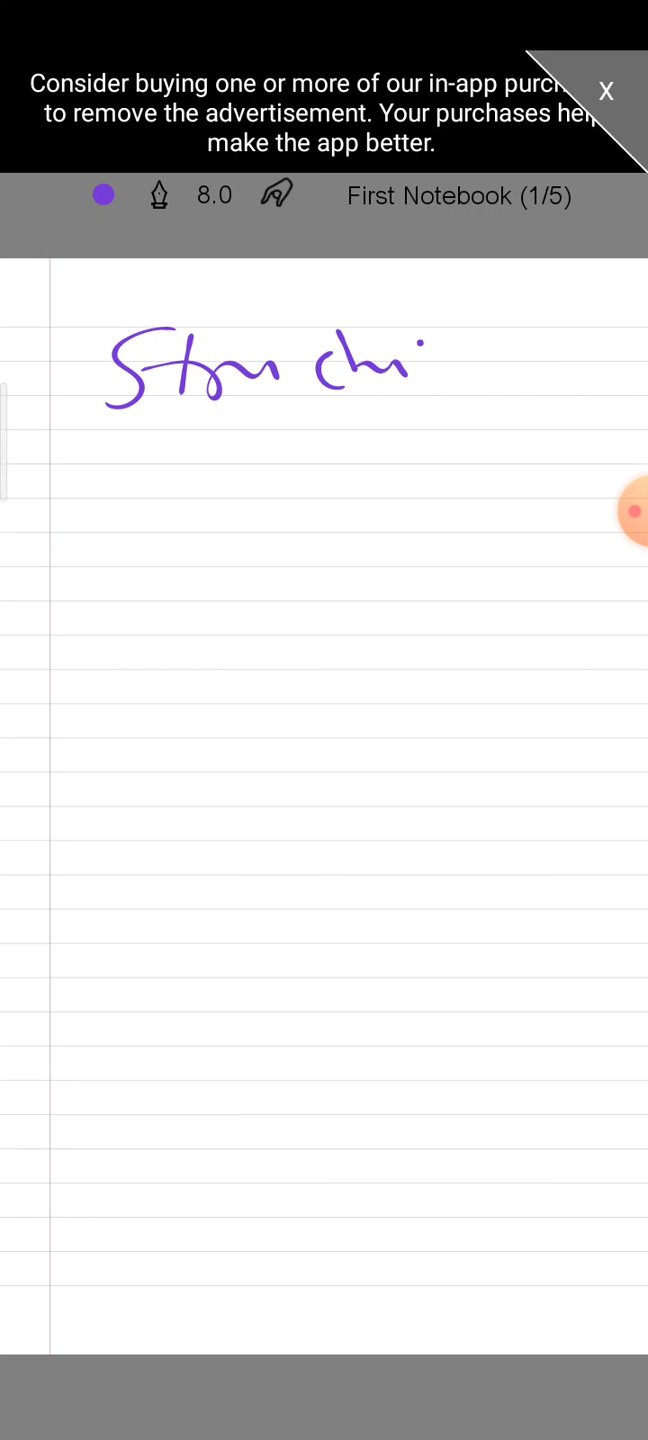 Consider buying one or more of our in-app
to remove the advertisement. Your purchases
make the app better.
X
8.0 First Notebook (1/5)